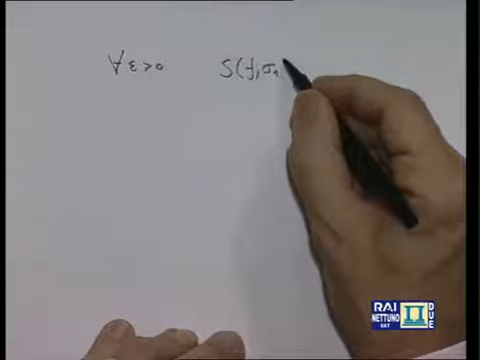 ∀ε>0 S(f,σ₁
RAI
NETTUNO
SAT
DUE